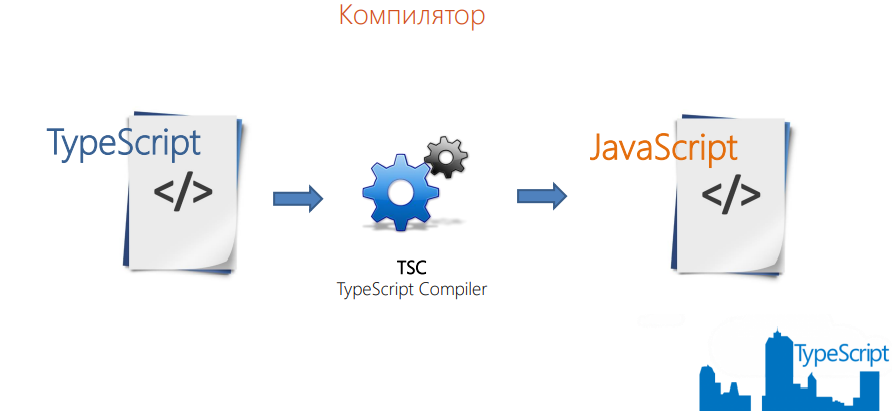 Компилятор
TypeScript
</>
JavaScript
</>
TSC
TypeScript Compiler
TypeScript